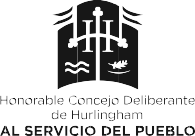 Honorable Concejo Deliberante
de Hurlingham
AL SERVICIO DEL PUEBLO